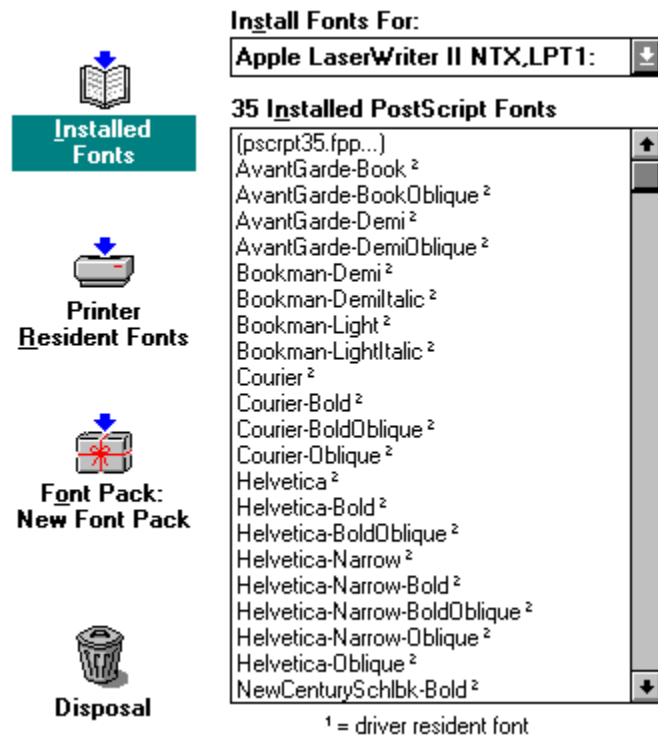 Install Fonts For:
Apple LaserWriter II NTX,LPT1:
Installed
Fonts
35 Installed PostScript Fonts
(pscrpt35.fpp...)
AvantGarde-Book ²
AvantGarde-BookOblique ²
AvantGarde-Demi ²
AvantGarde-DemiOblique ²
Bookman-Demi ²
Bookman-DemiItalic ²
Bookman-Light ²
Bookman-LightItalic ²
Courier ²
Courier-Bold ²
Courier-BoldOblique ²
Courier-Oblique ²
Helvetica ²
Helvetica-Bold ²
Helvetica-BoldOblique ²
Helvetica-Narrow ²
Helvetica-Narrow-Bold ²
Helvetica-Narrow-BoldOblique ²
Helvetica-Narrow-Oblique ²
Helvetica-Oblique ²
NewCenturySchlbk-Bold ²
Printer
Resident Fonts
Font Pack:
New Font Pack
Disposal
¹ = driver resident font